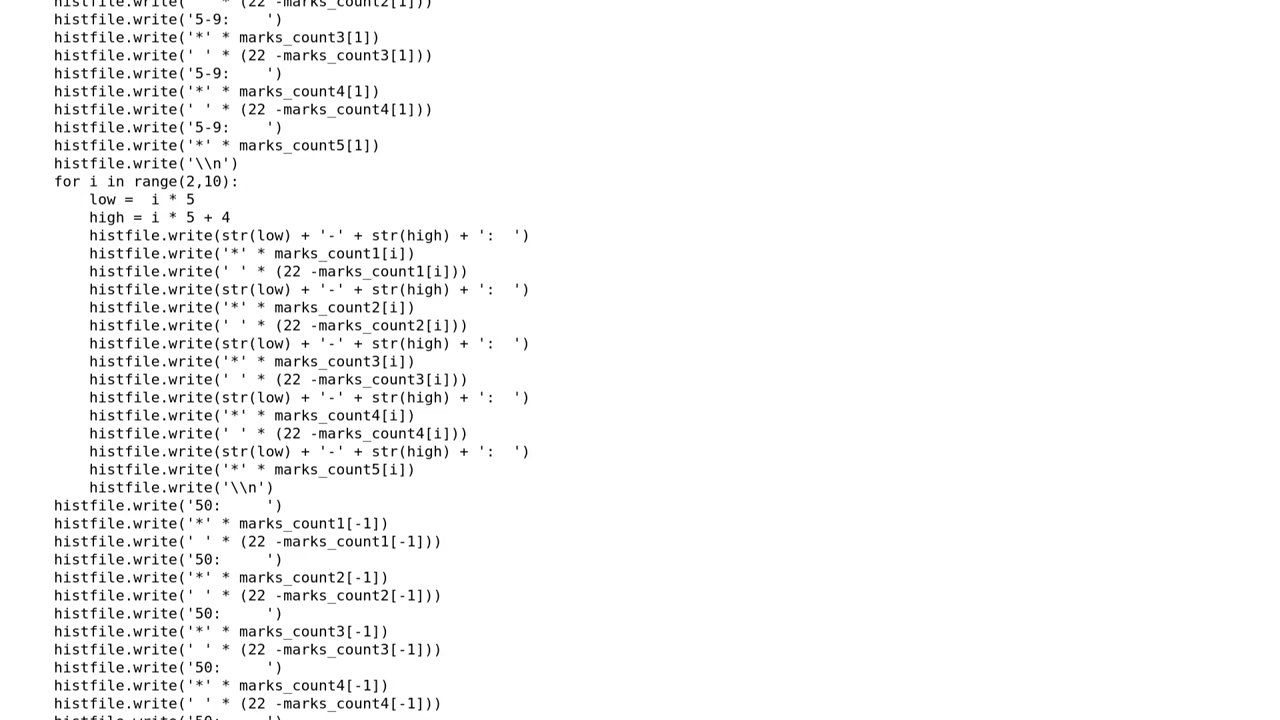 histfile.write(' ' * (22 -marks_count2[1]))
histfile.write('5-9:    ')
histfile.write('*' * marks_count3[1])
histfile.write(' ' * (22 -marks_count3[1]))
histfile.write('5-9:    ')
histfile.write('*' * marks_count4[1])
histfile.write(' ' * (22 -marks_count4[1]))
histfile.write('5-9:    ')
histfile.write('*' * marks_count5[1])
histfile.write('\\n')
for i in range(2,10):
    low =  i * 5
    high = i * 5 + 4
    histfile.write(str(low) + '-' + str(high) + ':  ')
    histfile.write('*' * marks_count1[i])
    histfile.write(' ' * (22 -marks_count1[i]))
    histfile.write(str(low) + '-' + str(high) + ':  ')
    histfile.write('*' * marks_count2[i])
    histfile.write(' ' * (22 -marks_count2[i]))
    histfile.write(str(low) + '-' + str(high) + ':  ')
    histfile.write('*' * marks_count3[i])
    histfile.write(' ' * (22 -marks_count3[i]))
    histfile.write(str(low) + '-' + str(high) + ':  ')
    histfile.write('*' * marks_count4[i])
    histfile.write(' ' * (22 -marks_count4[i]))
    histfile.write(str(low) + '-' + str(high) + ':  ')
    histfile.write('*' * marks_count5[i])
    histfile.write('\\n')
histfile.write('50:     ')
histfile.write('*' * marks_count1[-1])
histfile.write(' ' * (22 -marks_count1[-1]))
histfile.write('50:     ')
histfile.write('*' * marks_count2[-1])
histfile.write(' ' * (22 -marks_count2[-1]))
histfile.write('50:     ')
histfile.write('*' * marks_count3[-1])
histfile.write(' ' * (22 -marks_count3[-1]))
histfile.write('50:     ')
histfile.write('*' * marks_count4[-1])
histfile.write(' ' * (22 -marks_count4[-1]))
histfile.write('50:     ')